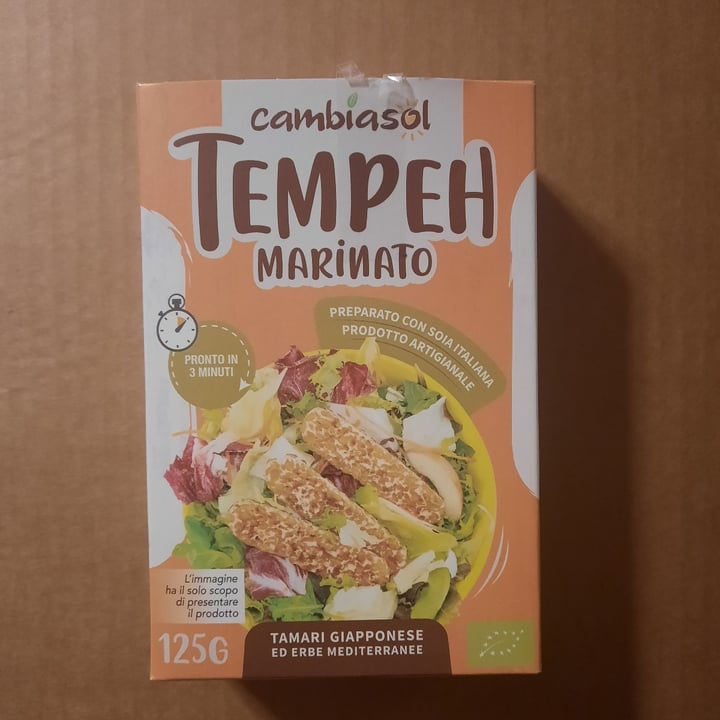 cambiasol
TEMPEH
MARINATO
PREPARATO CON SOIA ITALIANA
PRODOTTO ARTIGIANALE
PRONTO IN
3 MINUTI
L'immagine
ha il solo scopo
di presentare
il prodotto
125G
TAMARI GIAPPONESE
ED ERBE MEDITERRANEE